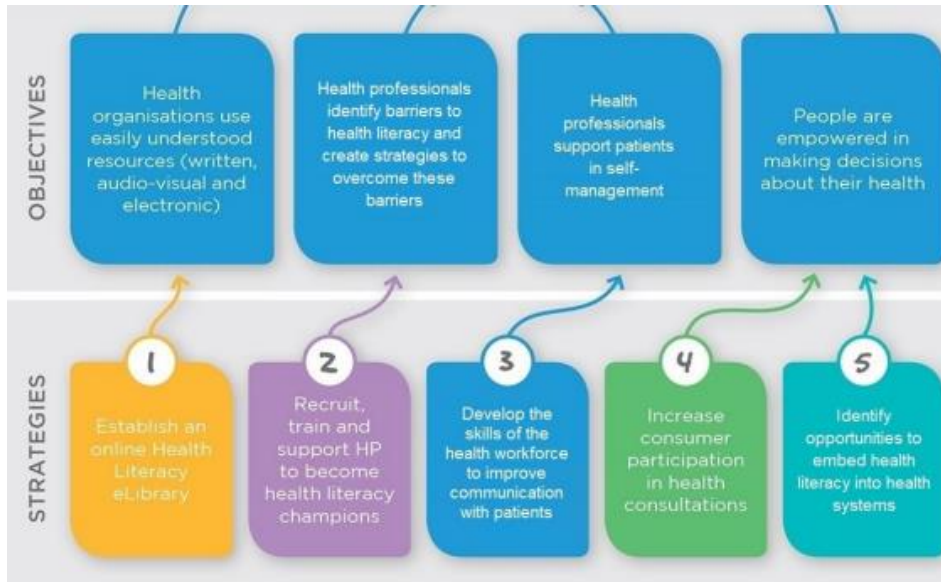 OBJECTIVES
Health
organisations use
easily understood
resources (written,
audio-visual and
electronic)
Health professionals
identify barriers to
health literacy and
create strategies to
overcome these
barriers
Health
professionals
support patients
in self-
management
People are
empowered in
making decisions
about their health
STRATEGIES
1
Establish an
online Health
Literacy
eLibrary
2
Recruit,
train and
support HP
to become
health literacy
champions
3
Develop the
skills of the
health workforce
to improve
communication
with patients
4
Increase
consumer
participation
in health
consultations
5
Identify
opportunities to
embed health
literacy into health
systems